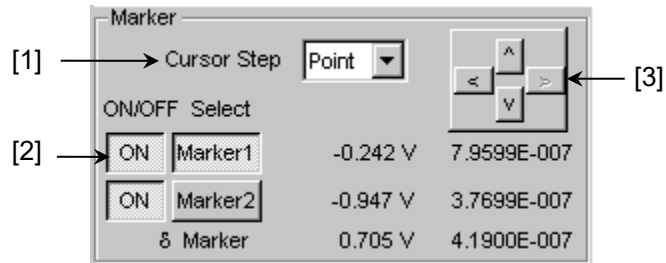 Marker
[1] Cursor Step Point [3]
ON/OFF Select
[2] ON Marker1 -0.242 V 7.9599E-007
ON Marker2 -0.947 V 3.7699E-007
δ Marker 0.705 V 4.1900E-007